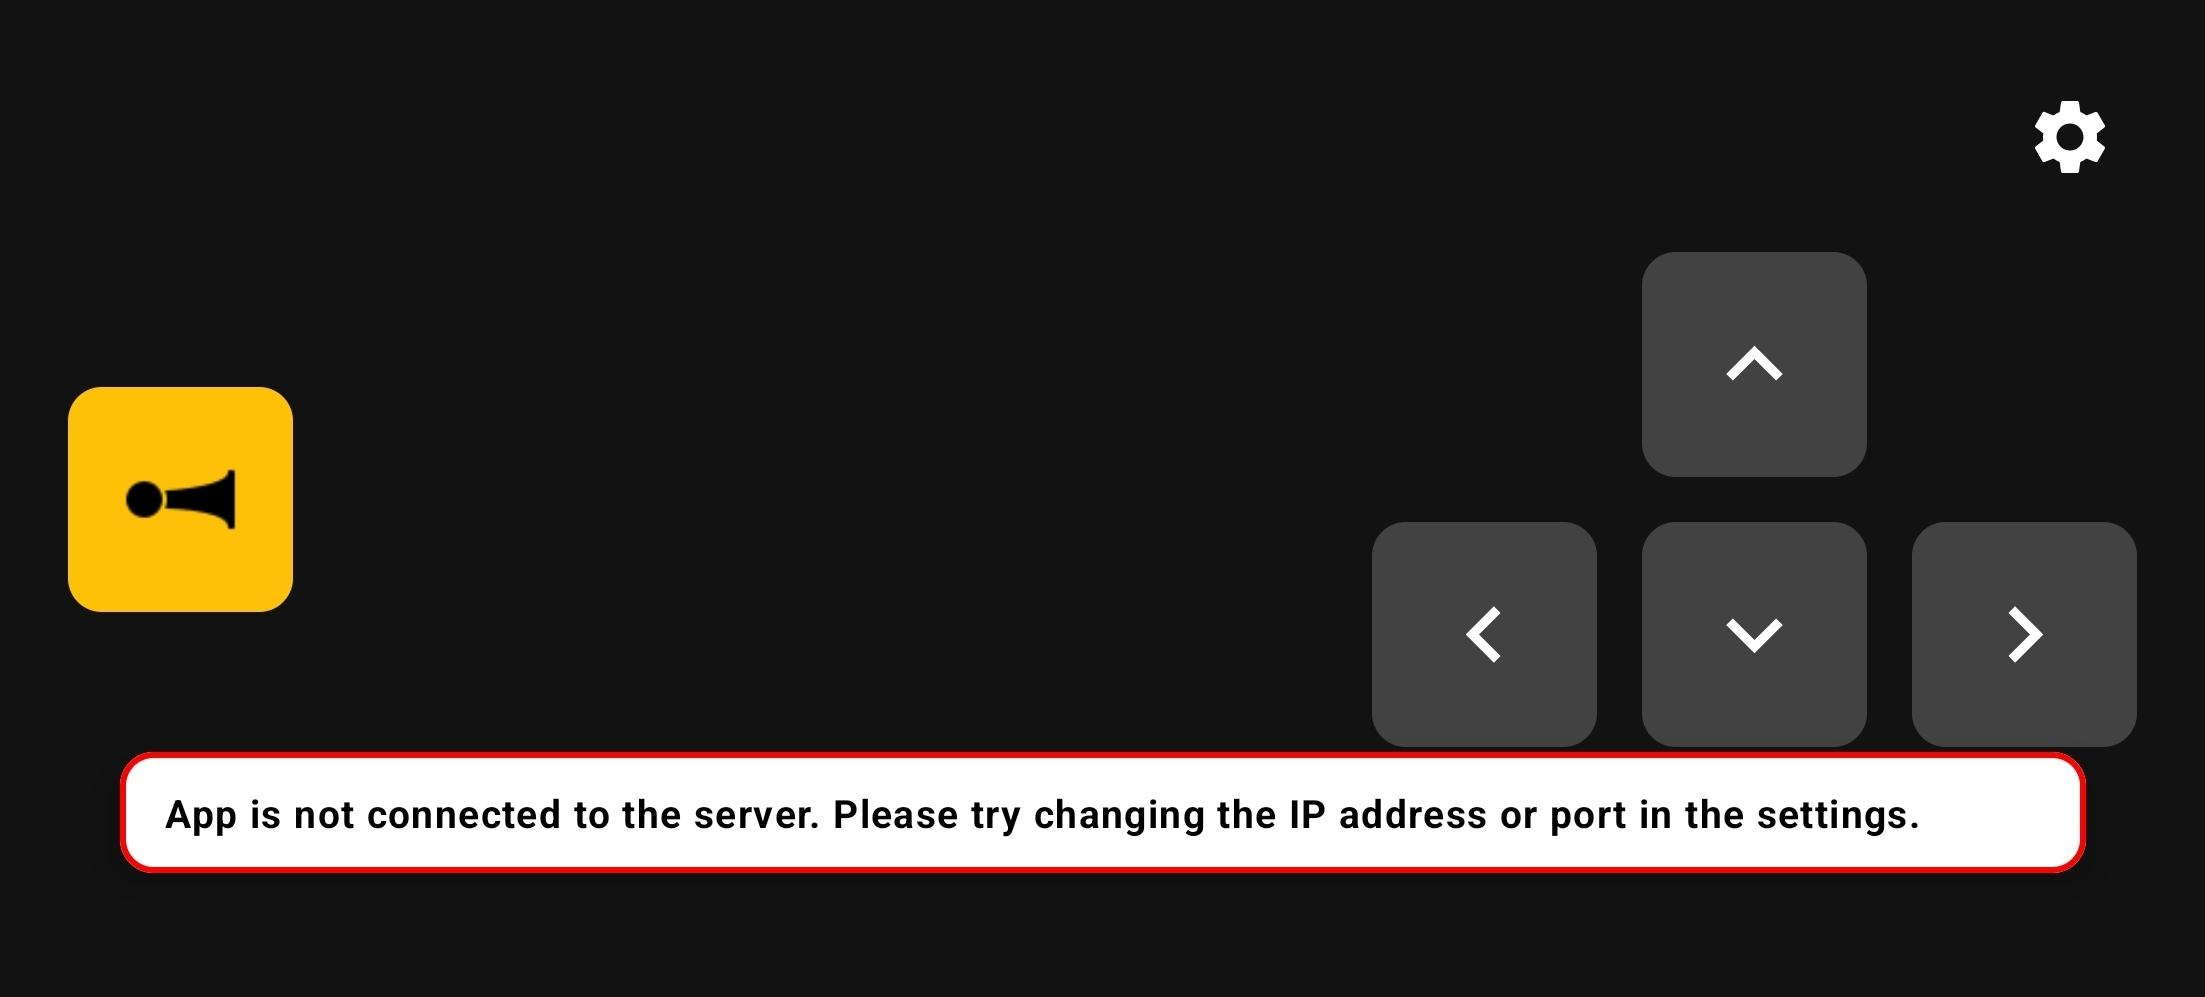 App is not connected to the server. Please try changing the IP address or port in the settings.